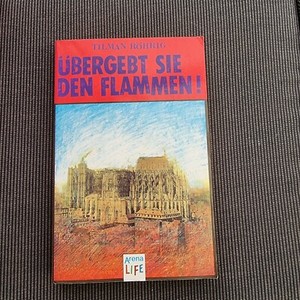 TILMAN RÖHRIG
ÜBERGEBT SIE
DEN FLAMMEN!
Arena
LIFE